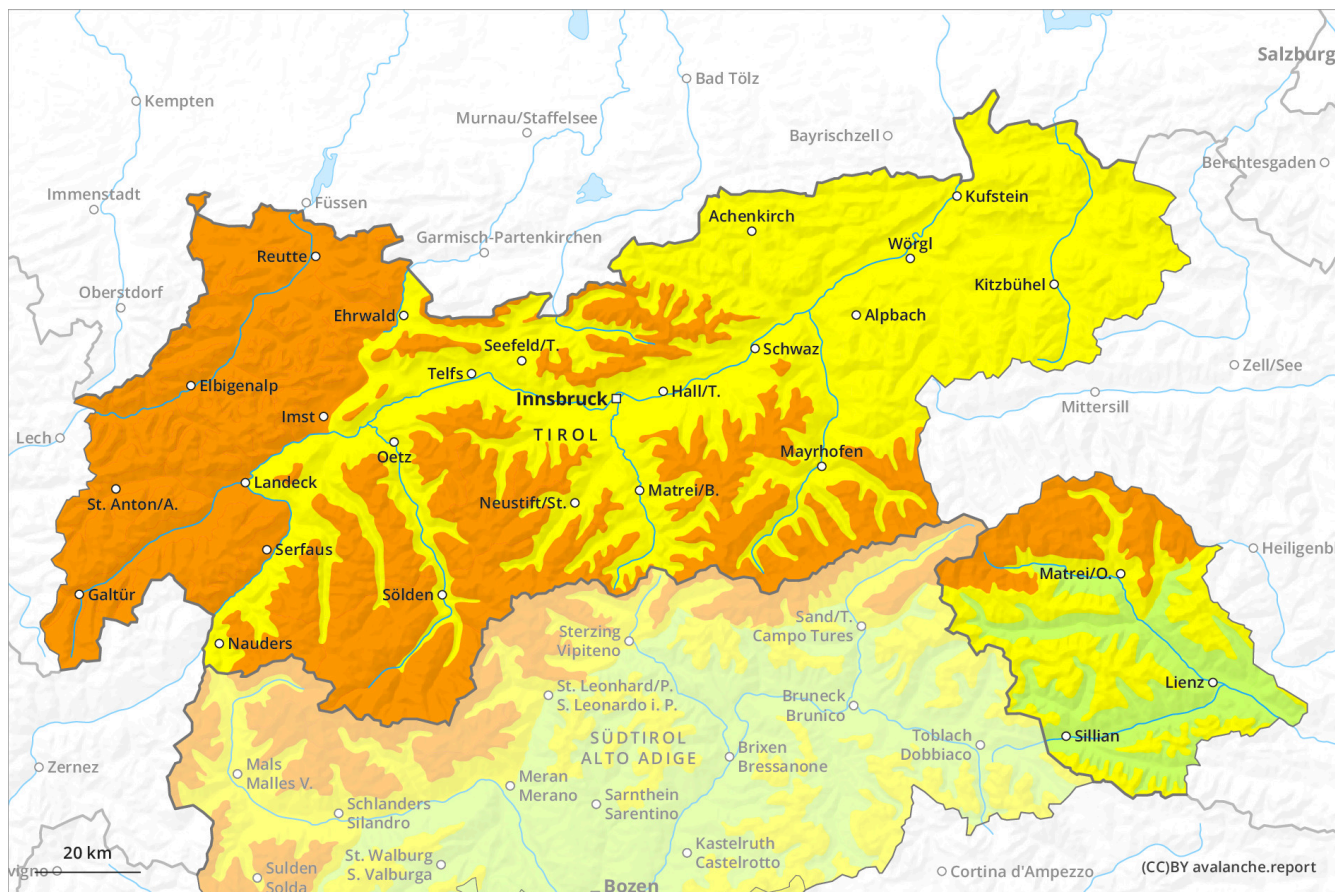 Salzburg
Bad Tölz
Kempten
Murnau/Staffelsee
Bayrischzell
Berchtesgaden
Immenstadt
Füssen
Kufstein
Achenkirch
Garmisch-Partenkirchen
Wörgl
Reutte
Kitzbühel
Oberstdorf
Ehrwald
Alpbach
Seefeld/T.
Schwaz
Zell/See
Telfs
Elbigenalp
Hall/T.
Innsbruck
Mittersill
Imst
TIROL
Lech
Oetz
Mayrhofen
Landeck
Matrei/B.
St. Anton/A.
Neustift/St.
Serfaus
Heiligenb
Matrei/O.
Galtür
Sölden
Sand/T.
Campo Tures
Sterzing
Vipiteno
Nauders
Lienz
St. Leonhard/P.
S. Leonardo i. P.
Bruneck
Brunico
SÜDTIROL
ALTO ADIGE
Toblach
Dobbiaco
Sillian
Brixen
Bressanone
Zernez
Mals
Malles V.
Meran
Merano
Sarnthein
Sarentino
Schlanders
Silandro
20 km
St. Walburg
S. Valburga
Kastelruth
Castelrotto
vigno
Sulden
Solda
Cortina d'Ampezzo
(CC)BY avalanche.report
Bozen